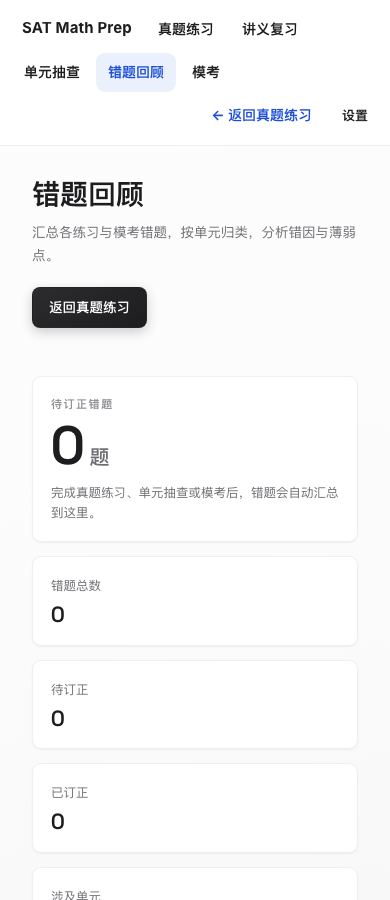 SAT Math Prep 真题练习 讲义复习
单元抽查 错题回顾 模考
← 返回真题练习 设置
错题回顾
汇总各练习与模考错题，按单元归类，分析错因与薄弱
点。
返回真题练习
待订正错题
0 题
完成真题练习、单元抽查或模考后，错题会自动汇总
到这里。
错题总数
0
待订正
0
已订正
0
涉及单元